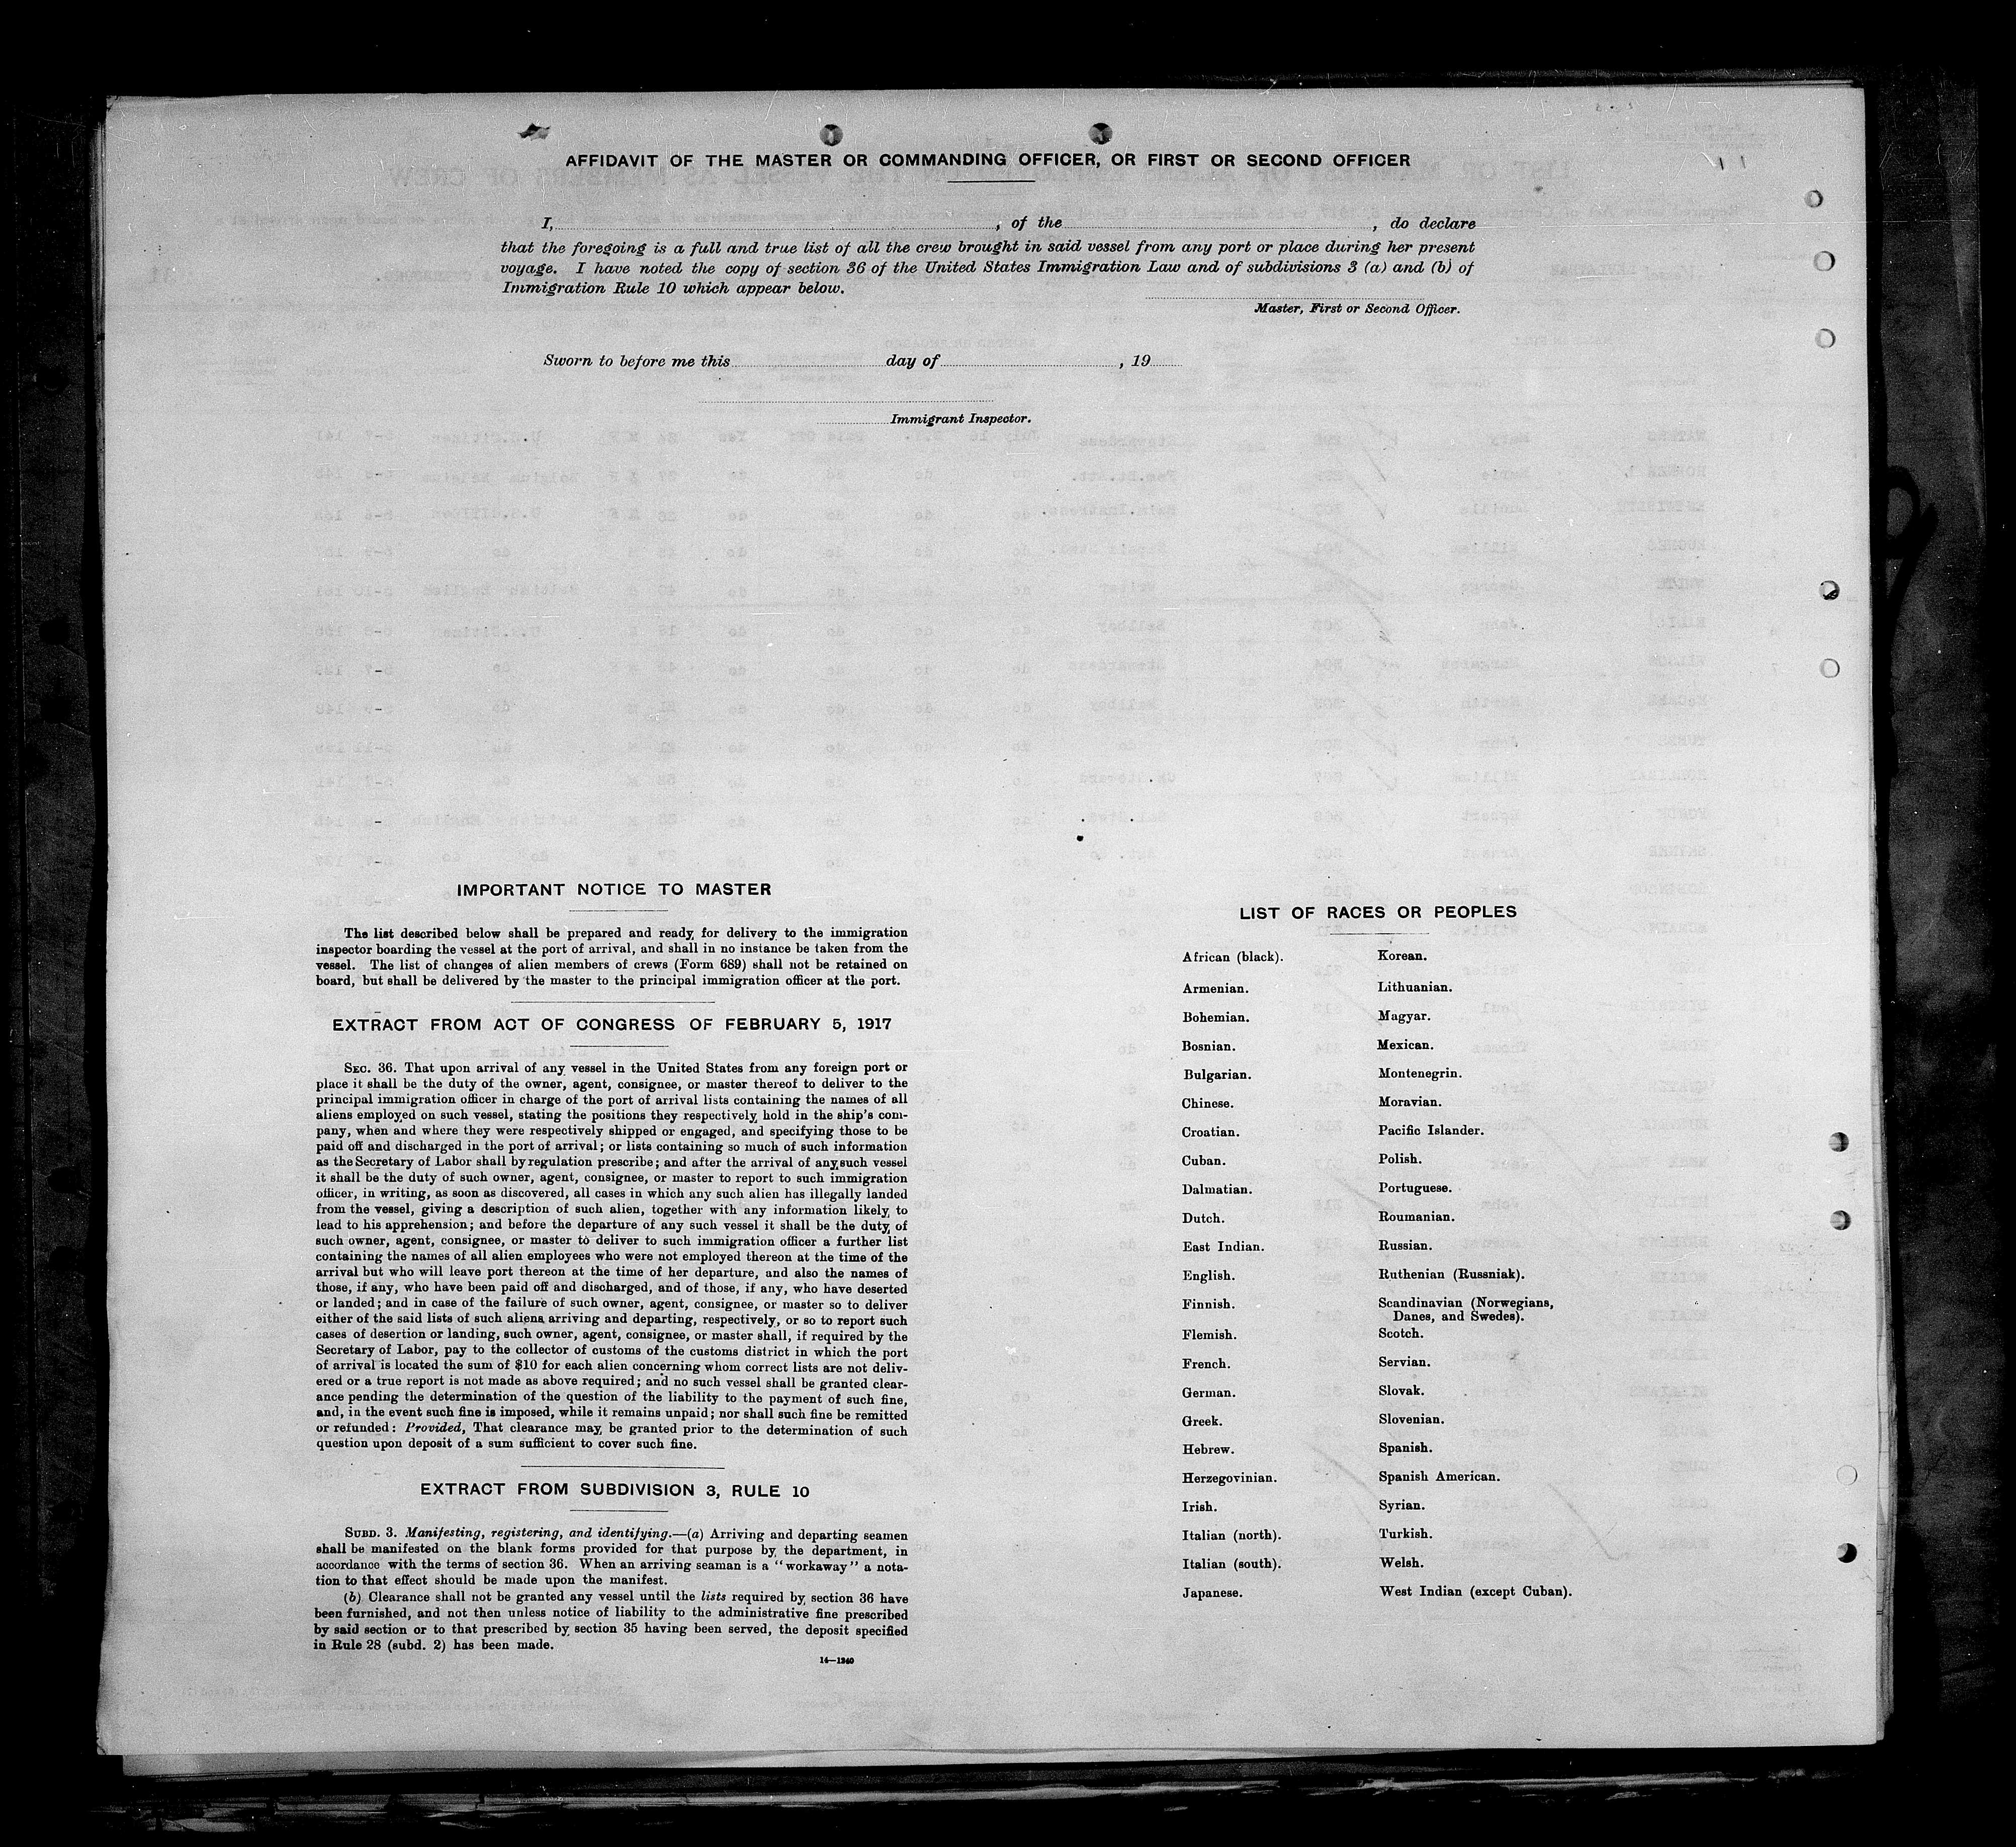 AFFIDAVIT OF THE MASTER OR COMMANDING OFFICER, OR FIRST OR SECOND OFFICER
I, , of the , do declare
that the foregoing is a full and true list of all the crew brought in said vessel from any port or place during her present
voyage. I have noted the copy of section 36 of the United States Immigration Law and of subdivisions 3 (a) and (b) of
Immigration Rule 10 which appear below.
Master, First or Second Officer.
Sworn to before me this day of , 19
Immigrant Inspector.
IMPORTANT NOTICE TO MASTER
The list described below shall be prepared and ready for delivery to the immigration
inspector boarding the vessel at the port of arrival, and shall in no instance be taken from the
vessel. The list of changes of alien members of crews (Form 689) shall not be retained on
board, but shall be delivered by the master to the principal immigration officer at the port.
EXTRACT FROM ACT OF CONGRESS OF FEBRUARY 5, 1917
SEC. 36. That upon arrival of any vessel in the United States from any foreign port or
place it shall be the duty of the owner, agent, consignee, or master thereof to deliver to the
principal immigration officer in charge of the port of arrival lists containing the names of all
aliens employed on such vessel, stating the positions they respectively hold in the ship's com-
pany, when and where they were respectively shipped or engaged, and specifying those to be
paid off and discharged in the port of arrival; or lists containing so much of such information
as the Secretary of Labor shall by regulation prescribe; and after the arrival of any such vessel
it shall be the duty of such owner, agent, consignee, or master to report to such immigration
officer, in writing, as soon as discovered, all cases in which any such alien has illegally landed
from the vessel, giving a description of such alien, together with any information likely to
lead to his apprehension; and before the departure of any such vessel it shall be the duty of
such owner, agent, consignee, or master to deliver to such immigration officer a further list
containing the names of all alien employees who were not employed thereon at the time of the
arrival but who will leave port thereon at the time of her departure, and also the names of
those, if any, who have been paid off and discharged, and of those, if any, who have deserted
or landed; and in case of the failure of such owner, agent, consignee, or master so to deliver
either of the said lists of such aliens arriving and departing, respectively, or so to report such
cases of desertion or landing, such owner, agent, consignee, or master shall, if required by the
Secretary of Labor, pay to the collector of customs of the customs district in which the port
of arrival is located the sum of $10 for each alien concerning whom correct lists are not deliv-
ered or a true report is not made as above required; and no such vessel shall be granted clear-
ance pending the determination of the question of the liability to the payment of such fine,
and, in the event such fine is imposed, while it remains unpaid; nor shall such fine be remitted
or refunded: Provided, That clearance may be granted prior to the determination of such
question upon deposit of a sum sufficient to cover such fine.
EXTRACT FROM SUBDIVISION 3, RULE 10
SUBD. 3. Manifesting, registering, and identifying.—(a) Arriving and departing seamen
shall be manifested on the blank forms provided for that purpose by the department, in
accordance with the terms of section 36. When an arriving seaman is a "workaway" a nota-
tion to that effect should be made upon the manifest.
(b) Clearance shall not be granted any vessel until the lists required by section 36 have
been furnished, and not then unless notice of liability to the administrative fine prescribed
by said section or to that prescribed by section 35 having been served, the deposit specified
in Rule 28 (subd. 2) has been made.
14—1240
LIST OF RACES OR PEOPLES
African (black).
Armenian.
Bohemian.
Bosnian.
Bulgarian.
Chinese.
Croatian.
Cuban.
Dalmatian.
Dutch.
East Indian.
English.
Finnish.
Flemish.
French.
German.
Greek.
Hebrew.
Herzegovinian.
Irish.
Italian (north).
Italian (south).
Japanese.
Korean.
Lithuanian.
Magyar.
Mexican.
Montenegrin.
Moravian.
Pacific Islander.
Polish.
Portuguese.
Roumanian.
Russian.
Ruthenian (Russniak).
Scandinavian (Norwegians,
Danes, and Swedes).
Scotch.
Servian.
Slovak.
Slovenian.
Spanish.
Spanish American.
Syrian.
Turkish.
Welsh.
West Indian (except Cuban).